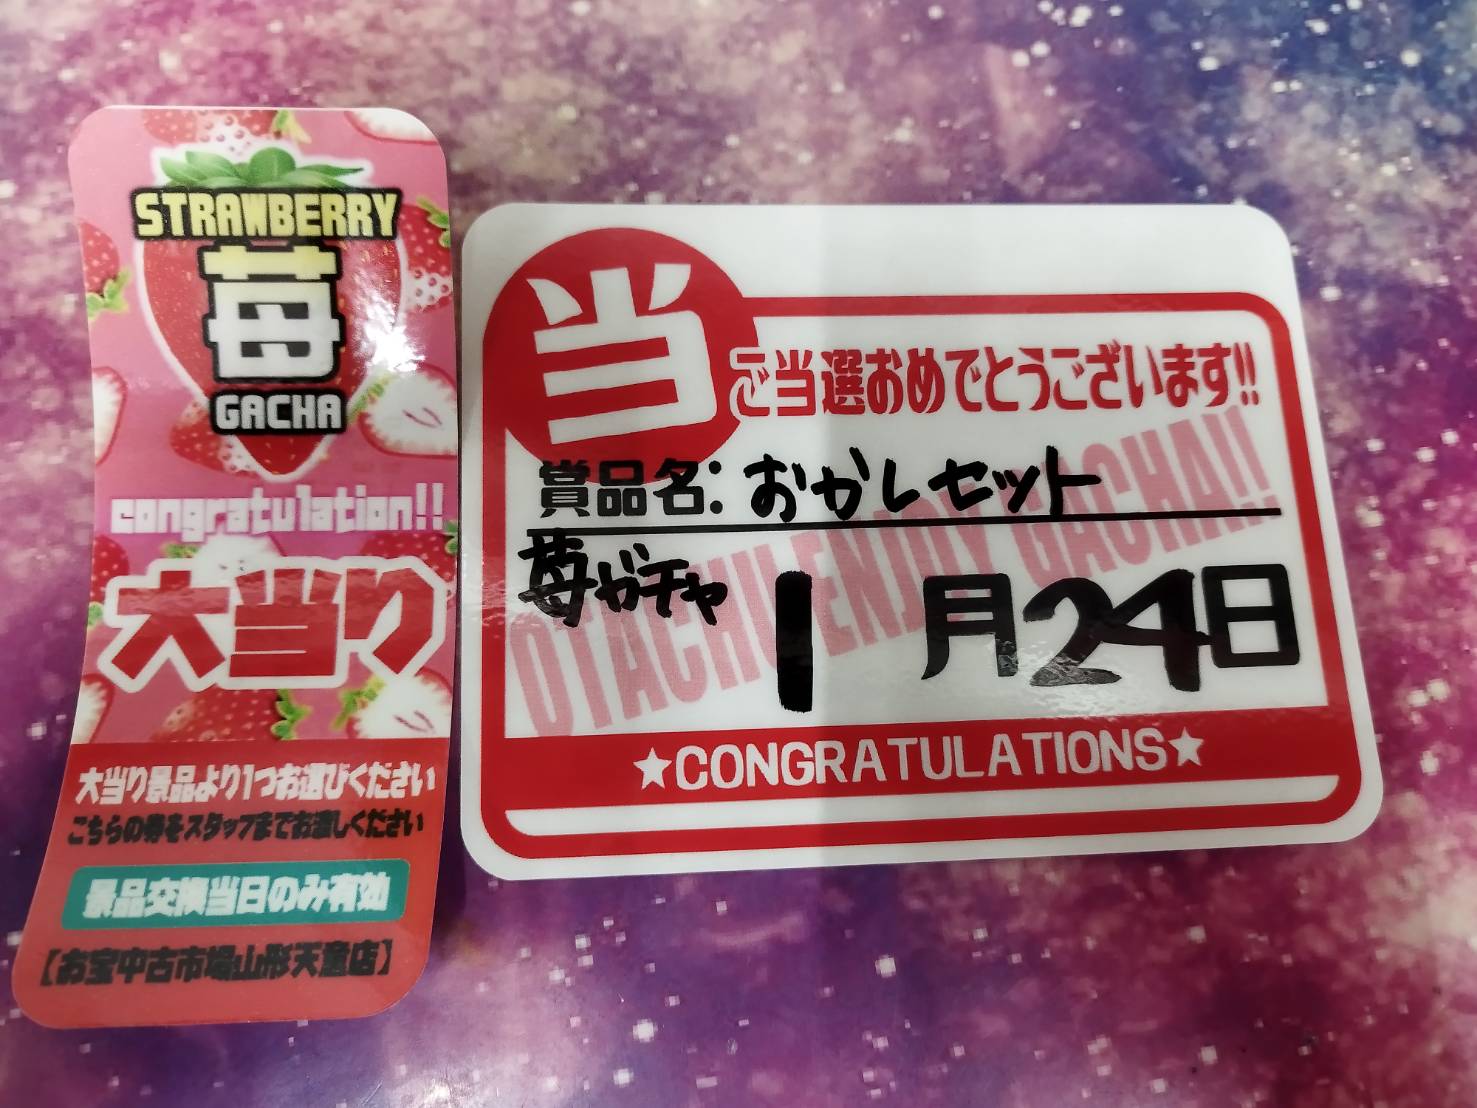 STRAWBERRY
苺
GACHA
congratulation!!
大当り
大当り景品より1つお選びください
こちらの券をスタッフまでお渡しください
景品交換当日のみ有効
【お宝中古市場山形天童店】
当
ご当選おめでとうございます!!
賞品名:おかしセット
苺ガチャ
1月24日
OTACHU ENJOY GACHA!!
★CONGRATULATIONS★